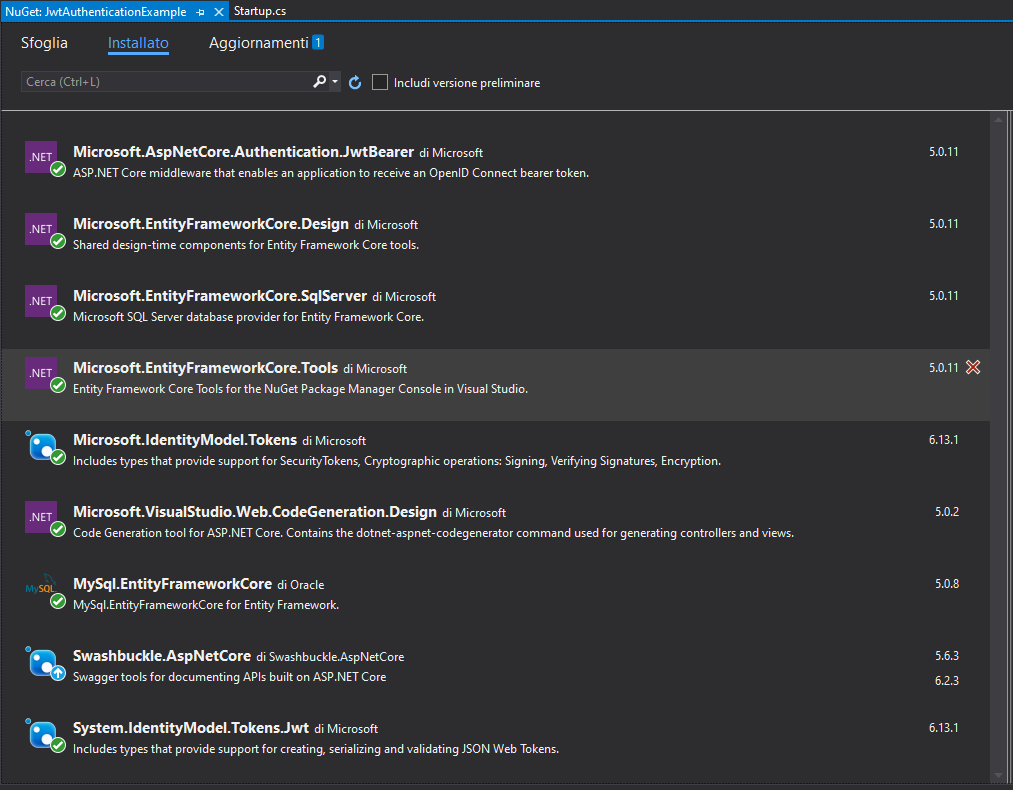 NuGet: JwtAuthenticationExample Startup.cs
Sfoglia Installato Aggiornamenti 1
Cerca (Ctrl+L) Includi versione preliminare
.NET Microsoft.AspNetCore.Authentication.JwtBearer di Microsoft 5.0.11
ASP.NET Core middleware that enables an application to receive an OpenID Connect bearer token.
.NET Microsoft.EntityFrameworkCore.Design di Microsoft 5.0.11
Shared design-time components for Entity Framework Core tools.
.NET Microsoft.EntityFrameworkCore.SqlServer di Microsoft 5.0.11
Microsoft SQL Server database provider for Entity Framework Core.
.NET Microsoft.EntityFrameworkCore.Tools di Microsoft 5.0.11
Entity Framework Core Tools for the NuGet Package Manager Console in Visual Studio.
Microsoft.IdentityModel.Tokens di Microsoft 6.13.1
Includes types that provide support for SecurityTokens, Cryptographic operations: Signing, Verifying Signatures, Encryption.
.NET Microsoft.VisualStudio.Web.CodeGeneration.Design di Microsoft 5.0.2
Code Generation tool for ASP.NET Core. Contains the dotnet-aspnet-codegenerator command used for generating controllers and views.
MySQL MySql.EntityFrameworkCore di Oracle 5.0.8
MySql.EntityFrameworkCore for Entity Framework.
Swashbuckle.AspNetCore di Swashbuckle.AspNetCore 5.6.3
Swagger tools for documenting APIs built on ASP.NET Core 6.2.3
System.IdentityModel.Tokens.Jwt di Microsoft 6.13.1
Includes types that provide support for creating, serializing and validating JSON Web Tokens.